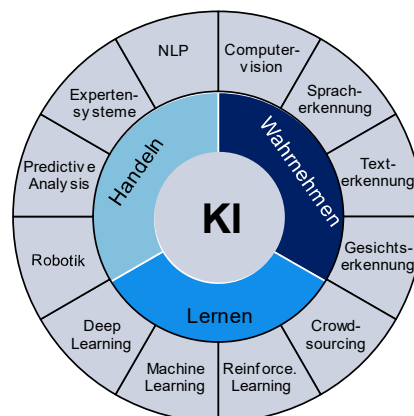 NLP
Computer-
vision
Sprach-
erkennung
Text-
erkennung
Gesichts-
erkennung
Crowd-
sourcing
Reinforce.
Learning
Machine
Learning
Deep
Learning
Robotik
Predictive
Analysis
Experten-
systeme
Handeln
Wahrnehmen
Lernen
KI